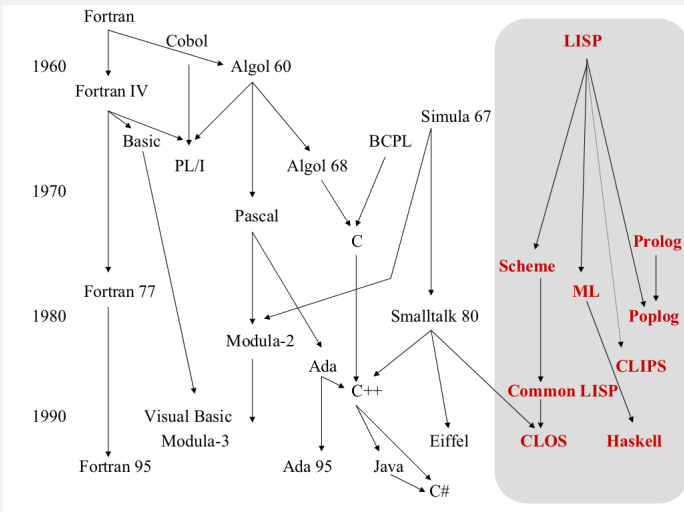 Fortran
Cobol
LISP
1960
Algol 60
Fortran IV
Simula 67
Basic
BCPL
PL/I
Algol 68
1970
Pascal
C
Prolog
Scheme
Fortran 77
ML
1980
Smalltalk 80
Poplog
Modula-2
Ada
CLIPS
C++
Common LISP
1990
Visual Basic
Modula-3
Eiffel
CLOS
Haskell
Fortran 95
Ada 95
Java
C#